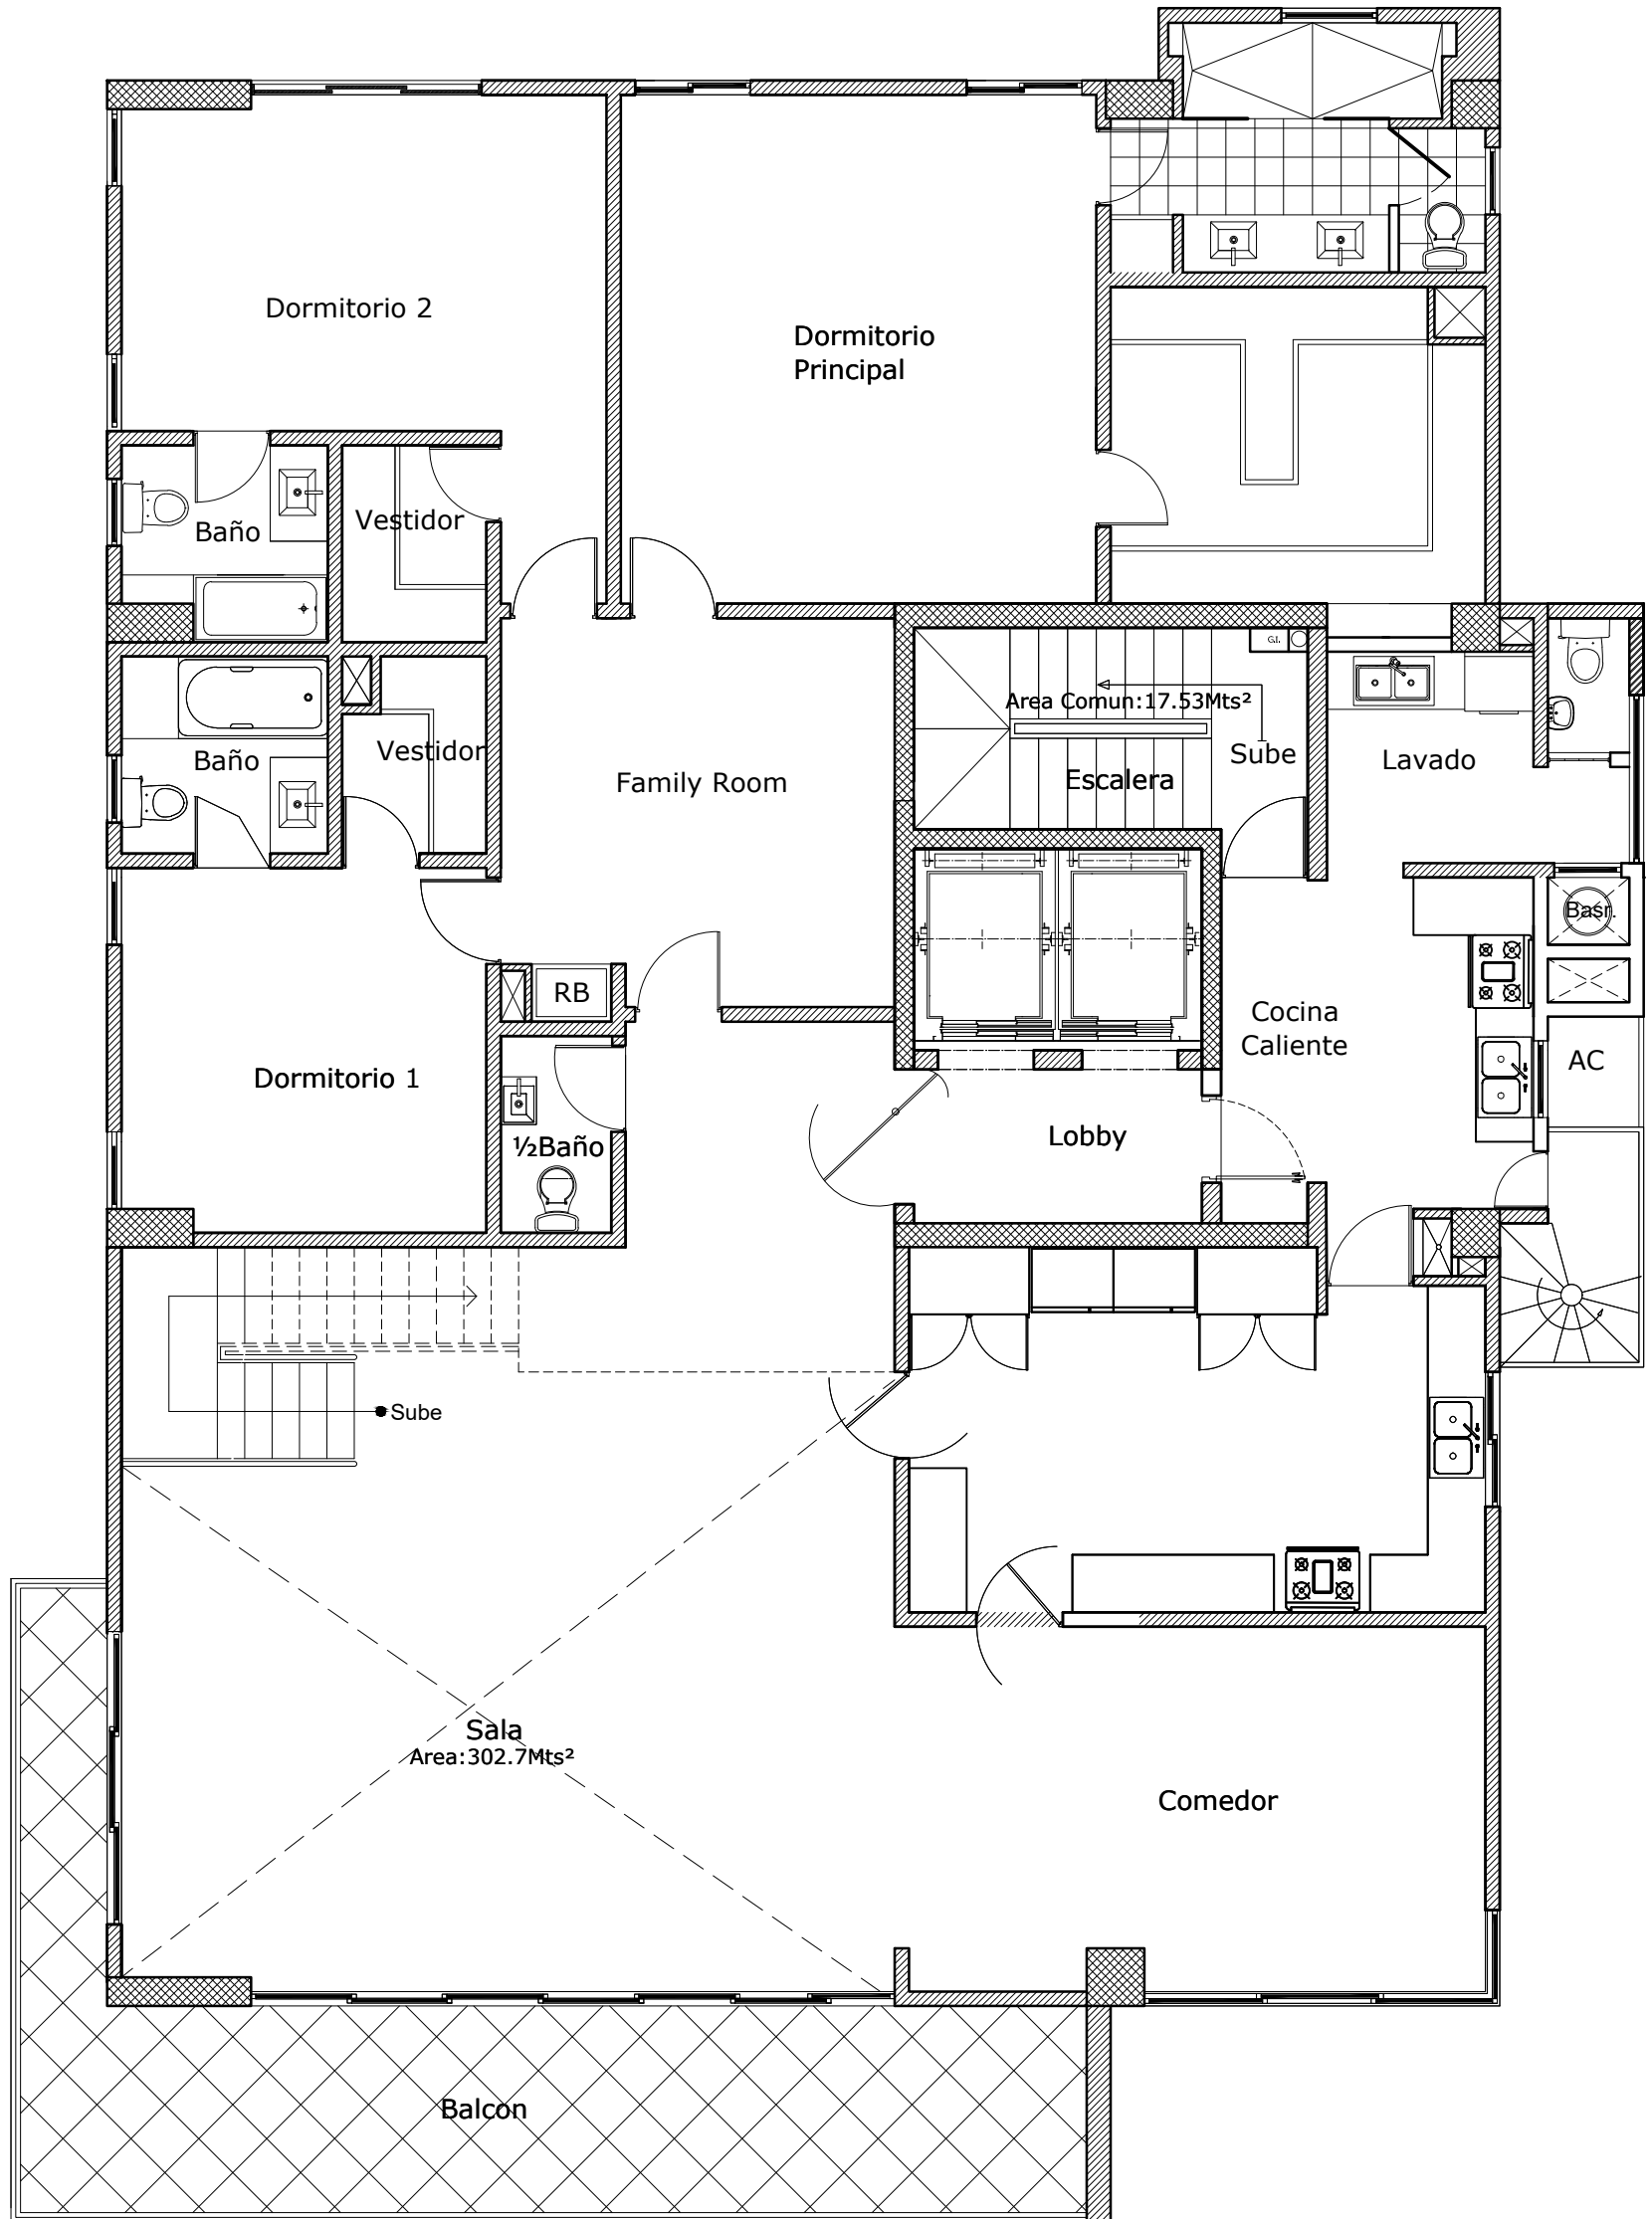 Dormitorio 2
Dormitorio
Principal
Baño
Vestidor
G.I.
Area Comun:17.53Mts²
Sube
Escalera
Lavado
Baño
Vestidor
Family Room
Basr.
RB
Cocina
Caliente
AC
Dormitorio 1
½Baño
Lobby
Sube
Sala
Area:302.7Mts²
Comedor
Balcon